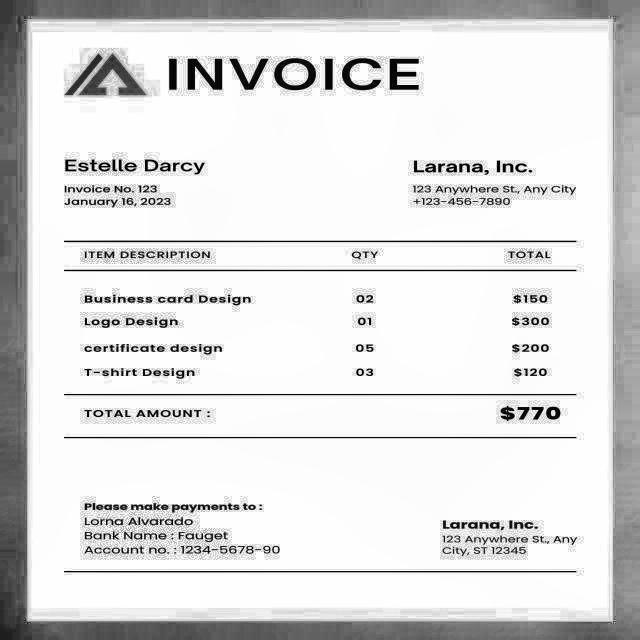 INVOICE
Estelle Darcy
Invoice No. 123
January 16, 2023
Larana, Inc.
123 Anywhere St., Any City
+123-456-7890
ITEM DESCRIPTION QTY TOTAL
Business card Design 02 $150
Logo Design 01 $300
certificate design 05 $200
T-shirt Design 03 $120
TOTAL AMOUNT : $770
Please make payments to :
Lorna Alvarado
Bank Name : Fauget
Account no. : 1234-5678-90
Larana, Inc.
123 Anywhere St., Any
City, ST 12345